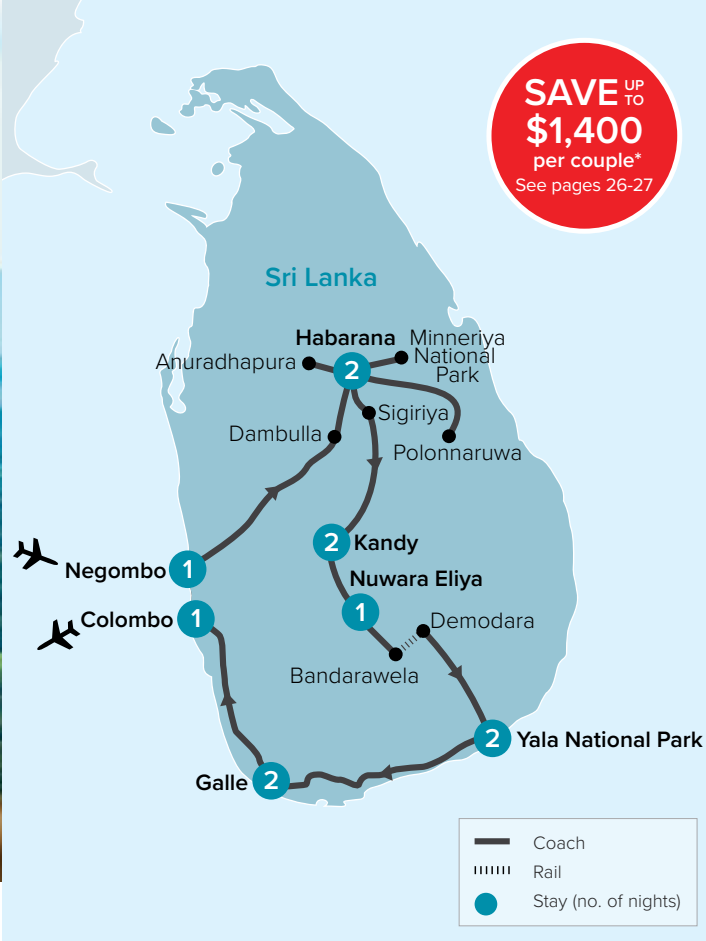 SAVE UP TO
$1,400
per couple*
See pages 26-27
Sri Lanka
Habarana
Minneriya
National
Park
Anuradhapura
2
Sigiriya
Dambulla
Polonnaruwa
2 Kandy
Negombo 1
Nuwara Eliya
1
Colombo 1
Demodara
Bandarawela
2 Yala National Park
Galle 2
Coach
Rail
Stay (no. of nights)